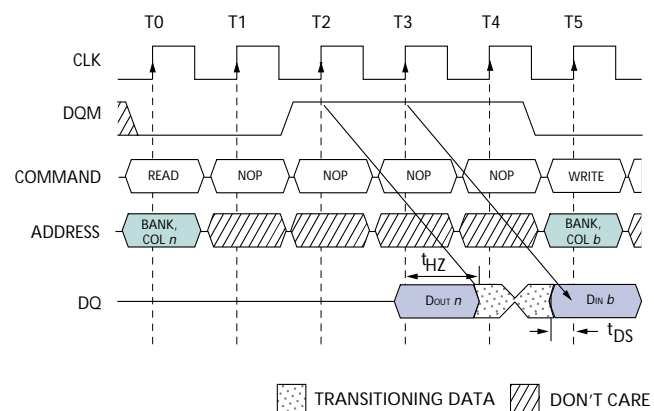 T0 T1 T2 T3 T4 T5
CLK
DQM
COMMAND READ NOP NOP NOP NOP WRITE
ADDRESS BANK, COL n BANK, COL b
tHZ
DQ DOUT n DIN b
tDS
TRANSITIONING DATA DON'T CARE